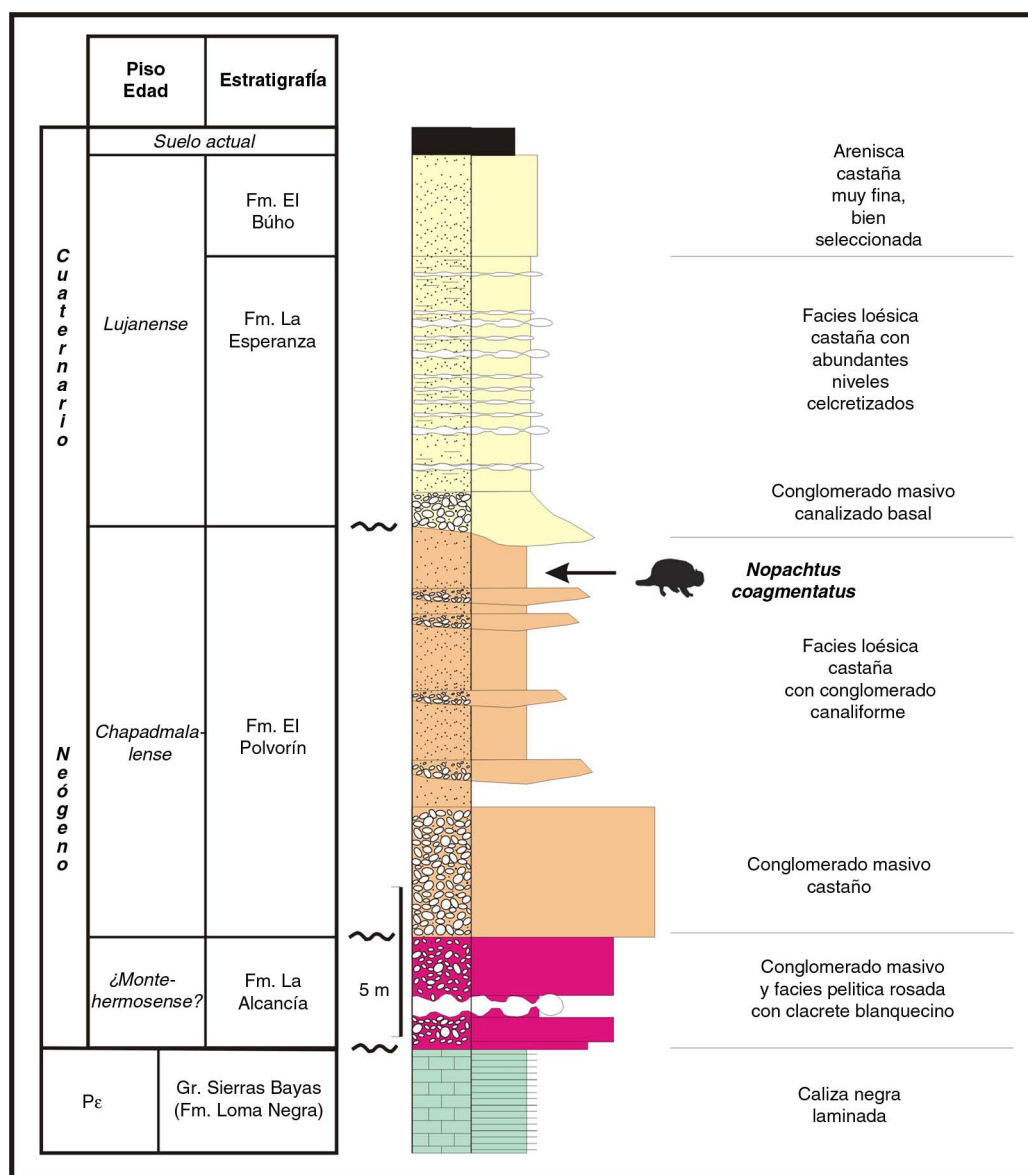 Piso
Edad
Estratigrafía
Suelo actual
Cuaternario
Lujanense
Fm. El
Búho
Fm. La
Esperanza
Neógeno
Chapadmala-
lense
Fm. El
Polvorín
¿Monte-
hermosense?
Fm. La
Alcancía
Pε
Gr. Sierras Bayas
(Fm. Loma Negra)
5 m
Arenisca
castaña
muy fina,
bien
seleccionada
Facies loésica
castaña con
abundantes
niveles
celcretizados
Conglomerado masivo
canalizado basal
Nopachtus
coagmentatus
Facies loésica
castaña
con conglomerado
canaliforme
Conglomerado masivo
castaño
Conglomerado masivo
y facies pelitica rosada
con clacrete blanquecino
Caliza negra
laminada